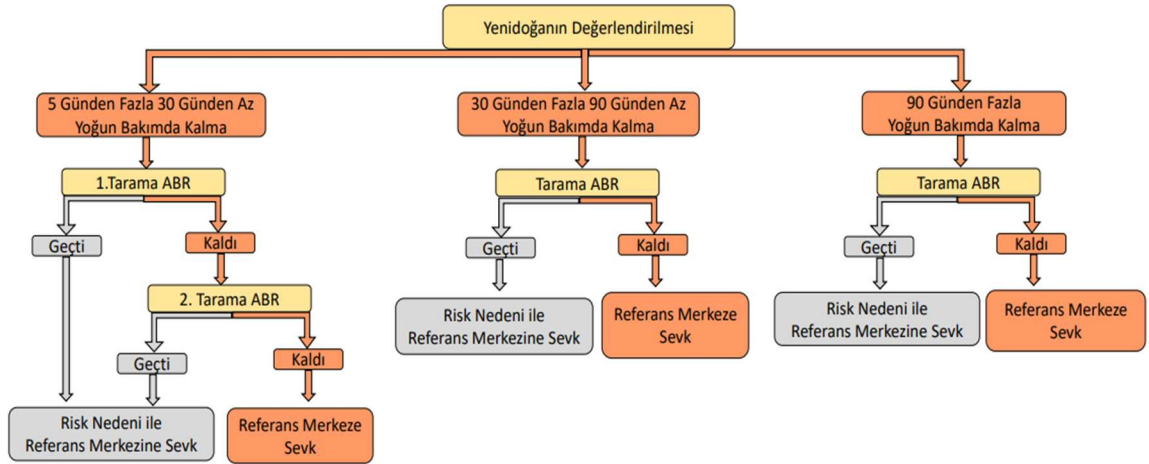 Yenidoğanın Değerlendirilmesi
5 Günden Fazla 30 Günden Az
Yoğun Bakımda Kalma
30 Günden Fazla 90 Günden Az
Yoğun Bakımda Kalma
90 Günden Fazla
Yoğun Bakımda Kalma
1.Tarama ABR
Tarama ABR
Tarama ABR
Geçti
Kaldı
Geçti
Kaldı
Geçti
Kaldı
2. Tarama ABR
Risk Nedeni ile
Referans Merkezine Sevk
Referans Merkeze
Sevk
Risk Nedeni ile
Referans Merkezine Sevk
Referans Merkeze
Sevk
Geçti
Kaldı
Risk Nedeni ile
Referans Merkezine Sevk
Referans Merkeze
Sevk